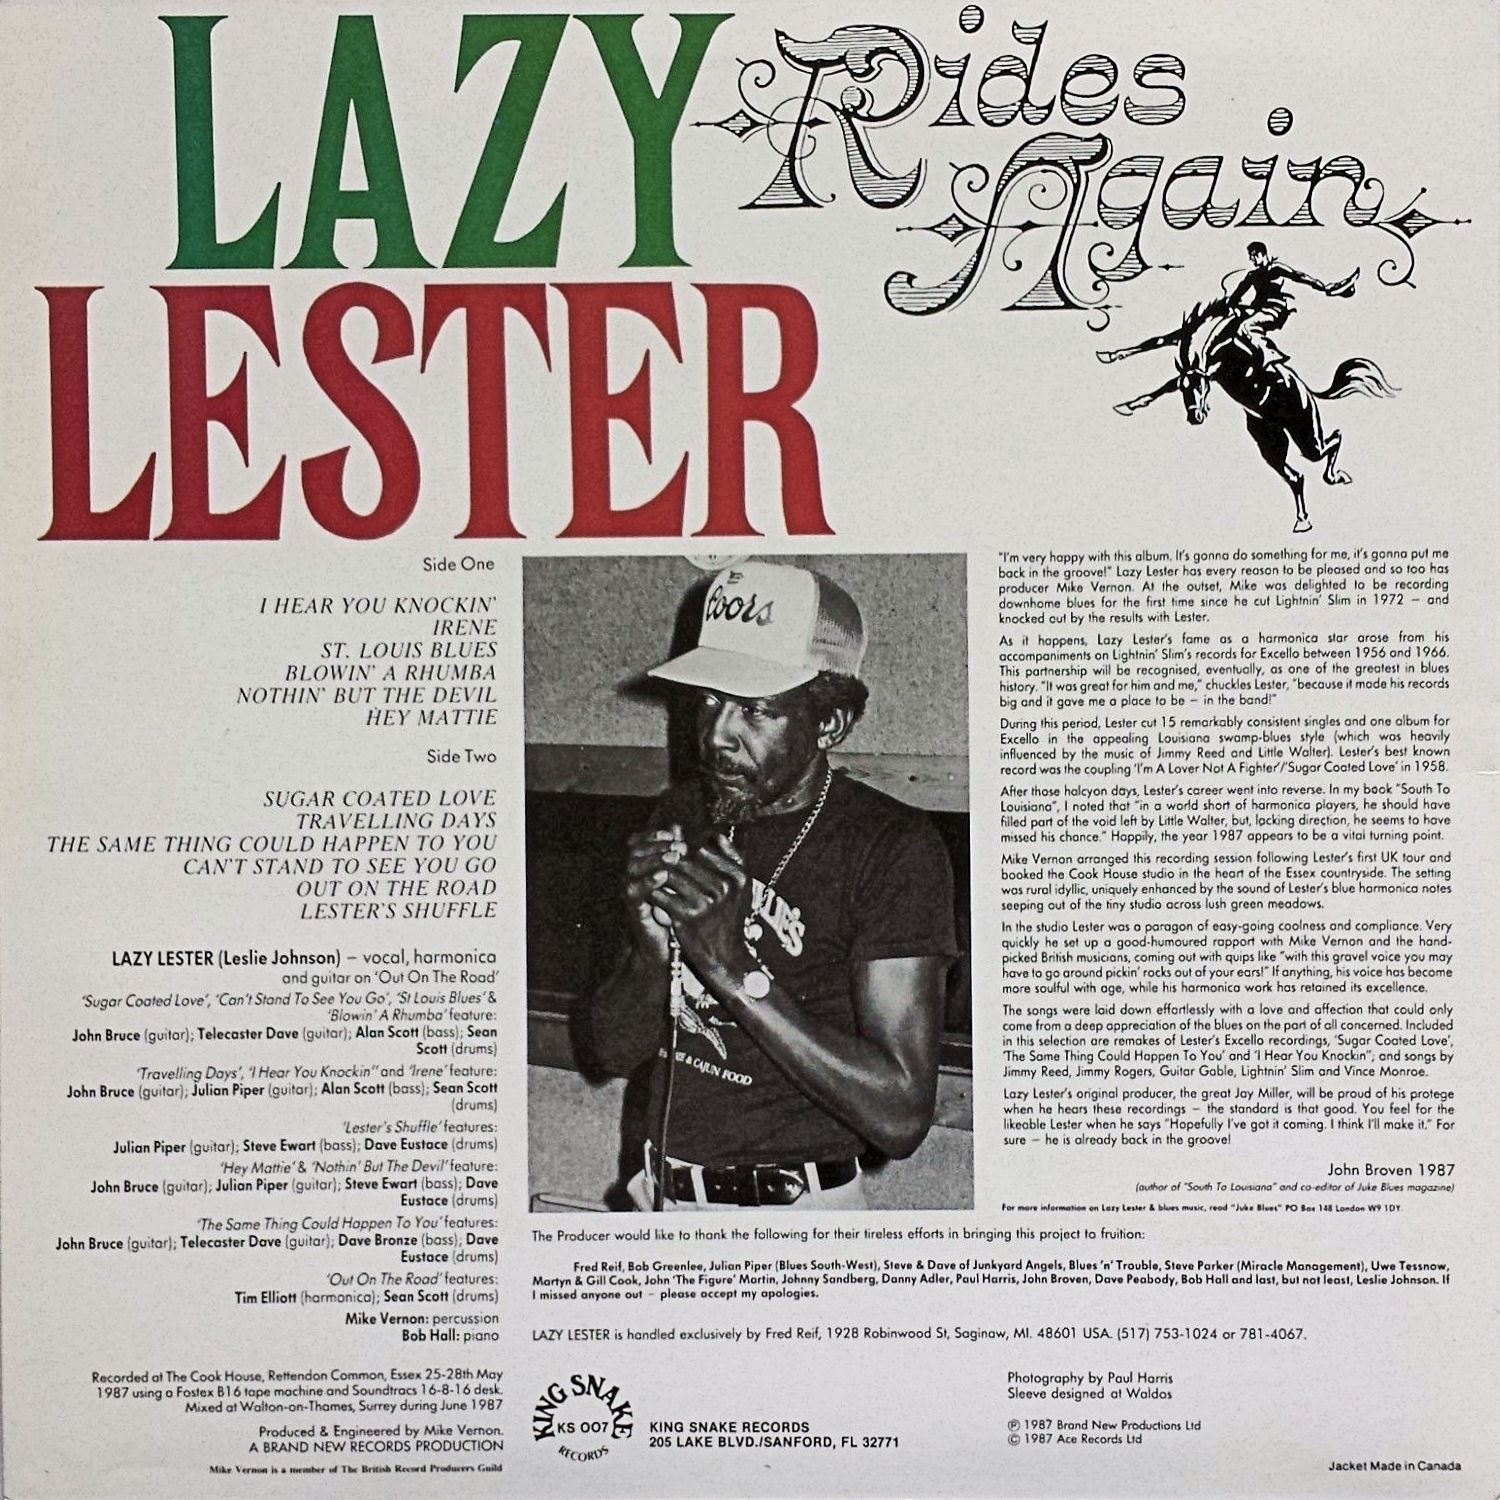 LAZY
Rides
Again
LESTER
Side One
I HEAR YOU KNOCKIN'
IRENE
ST. LOUIS BLUES
BLOWIN' A RHUMBA
NOTHIN' BUT THE DEVIL
HEY MATTIE
Side Two
SUGAR COATED LOVE
TRAVELLING DAYS
THE SAME THING COULD HAPPEN TO YOU
CAN'T STAND TO SEE YOU GO
OUT ON THE ROAD
LESTER'S SHUFFLE
LAZY LESTER (Leslie Johnson) – vocal, harmonica
and guitar on 'Out On The Road'
'Sugar Coated Love', 'Can't Stand To See You Go', 'St Louis Blues' &
'Blowin' A Rhumba' feature:
John Bruce (guitar); Telecaster Dave (guitar); Alan Scott (bass); Sean
Scott (drums)
'Travelling Days', 'I Hear You Knockin'' and 'Irene' feature:
John Bruce (guitar); Julian Piper (guitar); Alan Scott (bass); Sean Scott
(drums)
'Lester's Shuffle' features:
Julian Piper (guitar); Steve Ewart (bass); Dave Eustace (drums)
'Hey Mattie' & 'Nothin' But The Devil' feature:
John Bruce (guitar); Julian Piper (guitar); Steve Ewart (bass); Dave
Eustace (drums)
'The Same Thing Could Happen To You' features:
John Bruce (guitar); Telecaster Dave (guitar); Dave Bronze (bass); Dave
Eustace (drums)
'Out On The Road' features:
Tim Elliott (harmonica); Sean Scott (drums)
Mike Vernon: percussion
Bob Hall: piano
Recorded at The Cook House, Rettendon Common, Essex 25-28th May
1987 using a Fostex B16 tape machine and Soundtracs 16-8-16 desk.
Mixed at Walton-on-Thames, Surrey during June 1987
Produced & Engineered by Mike Vernon.
A BRAND NEW RECORDS PRODUCTION
Mike Vernon is a member of The British Record Producers Guild
Coors
BLUES
& CAJUN FOOD
"I'm very happy with this album. It's gonna do something for me, it's gonna put me
back in the groove!" Lazy Lester has every reason to be pleased and so too has
producer Mike Vernon. At the outset, Mike was delighted to be recording
downhome blues for the first time since he cut Lightnin' Slim in 1972 – and
knocked out by the results with Lester.
As it happens, Lazy Lester's fame as a harmonica star arose from his
accompaniments on Lightnin' Slim's records for Excello between 1956 and 1966.
This partnership will be recognised, eventually, as one of the greatest in blues
history. "It was great for him and me," chuckles Lester, "because it made his records
big and it gave me a place to be – in the band!"
During this period, Lester cut 15 remarkably consistent singles and one album for
Excello in the appealing Louisiana swamp-blues style (which was heavily
influenced by the music of Jimmy Reed and Little Walter). Lester's best known
record was the coupling 'I'm A Lover Not A Fighter'/'Sugar Coated Love' in 1958.
After those halcyon days, Lester's career went into reverse. In my book "South To
Louisiana", I noted that "in a world short of harmonica players, he should have
filled part of the void left by Little Walter, but, lacking direction, he seems to have
missed his chance." Happily, the year 1987 appears to be a vital turning point.
Mike Vernon arranged this recording session following Lester's first UK tour and
booked the Cook House studio in the heart of the Essex countryside. The setting
was rural idyllic, uniquely enhanced by the sound of Lester's blue harmonica notes
seeping out of the tiny studio across lush green meadows.
In the studio Lester was a paragon of easy-going coolness and compliance. Very
quickly he set up a good-humoured rapport with Mike Vernon and the hand-
picked British musicians, coming out with quips like "with this gravel voice you may
have to go around pickin' rocks out of your ears!" If anything, his voice has become
more soulful with age, while his harmonica work has retained its excellence.
The songs were laid down effortlessly with a love and affection that could only
come from a deep appreciation of the blues on the part of all concerned. Included
in this selection are remakes of Lester's Excello recordings, 'Sugar Coated Love',
'The Same Thing Could Happen To You' and 'I Hear You Knockin''; and songs by
Jimmy Reed, Jimmy Rogers, Guitar Gable, Lightnin' Slim and Vince Monroe.
Lazy Lester's original producer, the great Jay Miller, will be proud of his protege
when he hears these recordings – the standard is that good. You feel for the
likeable Lester when he says "Hopefully I've got it coming. I think I'll make it." For
sure – he is already back in the groove!
John Broven 1987
(author of "South To Louisiana" and co-editor of Juke Blues magazine)
For more information on Lazy Lester & blues music, read "Juke Blues" PO Box 148 London W9 1DY.
The Producer would like to thank the following for their tireless efforts in bringing this project to fruition:
Fred Reif, Bob Greenlee, Julian Piper (Blues South-West), Steve & Dave of Junkyard Angels, Blues 'n' Trouble, Steve Parker (Miracle Management), Uwe Tessnow,
Martyn & Gill Cook, John 'The Figure' Martin, Johnny Sandberg, Danny Adler, Paul Harris, John Broven, Dave Peabody, Bob Hall and last, but not least, Leslie Johnson. If
I missed anyone out – please accept my apologies.
LAZY LESTER is handled exclusively by Fred Reif, 1928 Robinwood St, Saginaw, MI. 48601 USA. (517) 753-1024 or 781-4067.
KING SNAKE
KS 007
RECORDS
KING SNAKE RECORDS
205 LAKE BLVD./SANFORD, FL 32771
Photography by Paul Harris
Sleeve designed at Waldos
℗ 1987 Brand New Productions Ltd
© 1987 Ace Records Ltd
Jacket Made in Canada